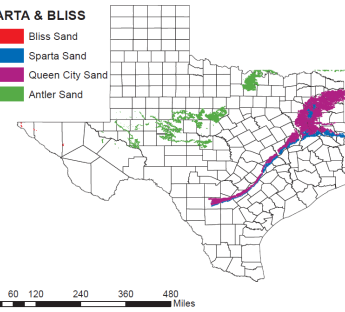 ARTA & BLISS
Bliss Sand
Sparta Sand
Queen City Sand
Antler Sand
60 120 240 360 480
Miles